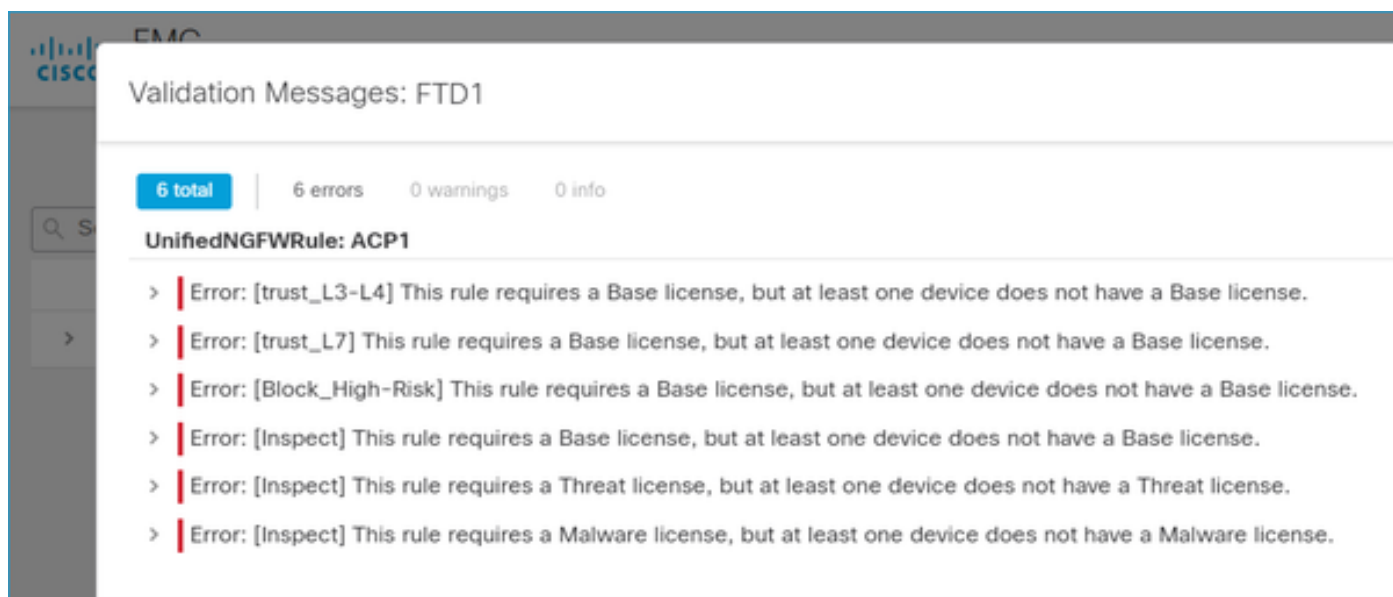 FMC
CISCO
Validation Messages: FTD1
6 total 6 errors 0 warnings 0 info
UnifiedNGFWRule: ACP1
Error: [trust_L3-L4] This rule requires a Base license, but at least one device does not have a Base license.
Error: [trust_L7] This rule requires a Base license, but at least one device does not have a Base license.
Error: [Block_High-Risk] This rule requires a Base license, but at least one device does not have a Base license.
Error: [Inspect] This rule requires a Base license, but at least one device does not have a Base license.
Error: [Inspect] This rule requires a Threat license, but at least one device does not have a Threat license.
Error: [Inspect] This rule requires a Malware license, but at least one device does not have a Malware license.